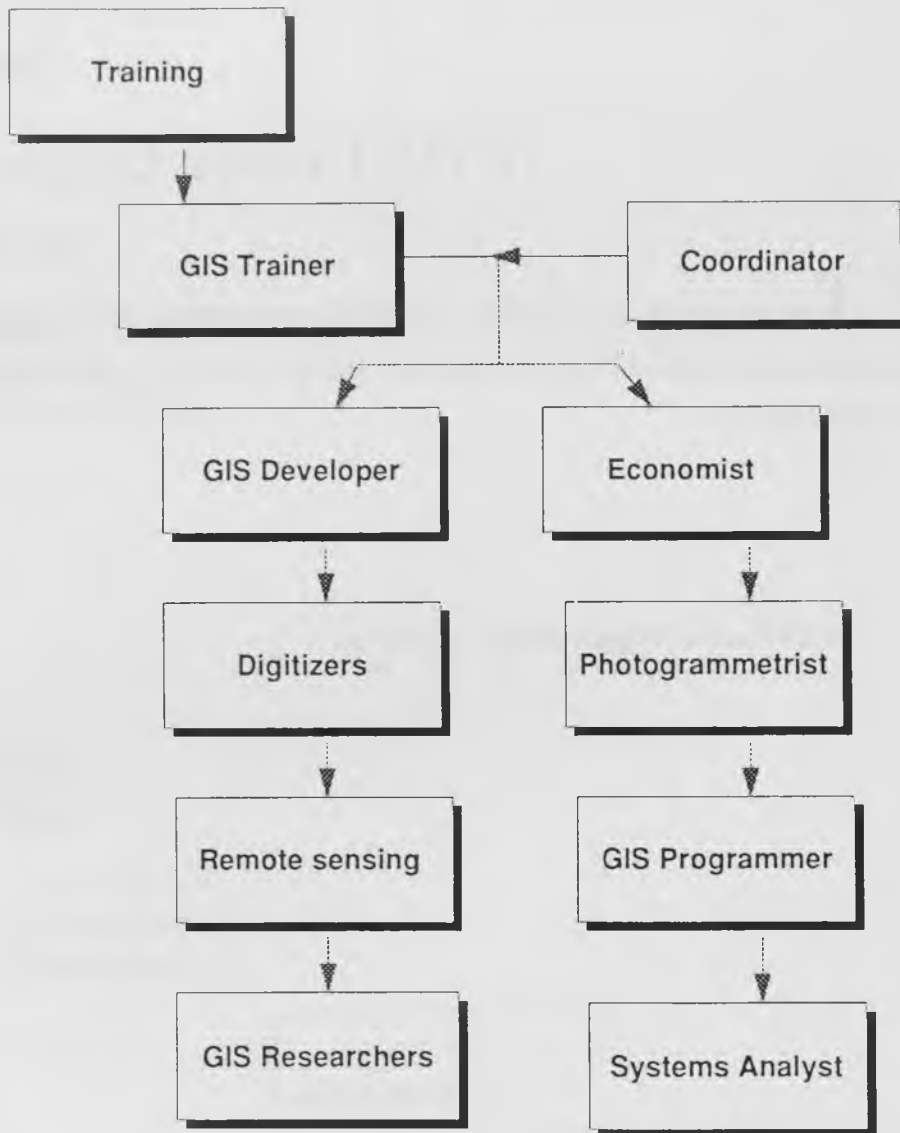 Training
GIS Trainer
Coordinator
GIS Developer
Economist
Digitizers
Photogrammetrist
Remote sensing
GIS Programmer
GIS Researchers
Systems Analyst